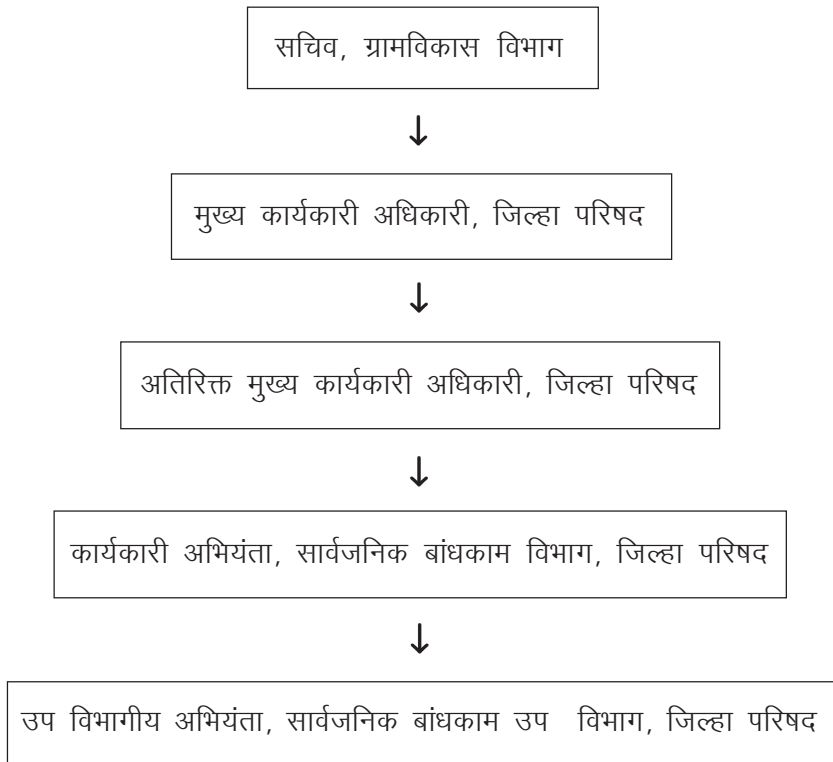 सचिव, ग्रामविकास विभाग
मुख्य कार्यकारी अधिकारी, जिल्हा परिषद
अतिरिक्त मुख्य कार्यकारी अधिकारी, जिल्हा परिषद
कार्यकारी अभियंता, सार्वजनिक बांधकाम विभाग, जिल्हा परिषद
उप विभागीय अभियंता, सार्वजनिक बांधकाम उप विभाग, जिल्हा परिषद